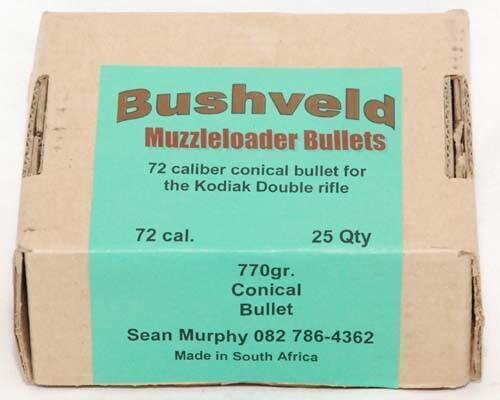 Bushveld
Muzzleloader Bullets
72 caliber conical bullet for
the Kodiak Double rifle
72 cal. 25 Qty
770gr.
Conical
Bullet
Sean Murphy 082 786-4362
Made in South Africa